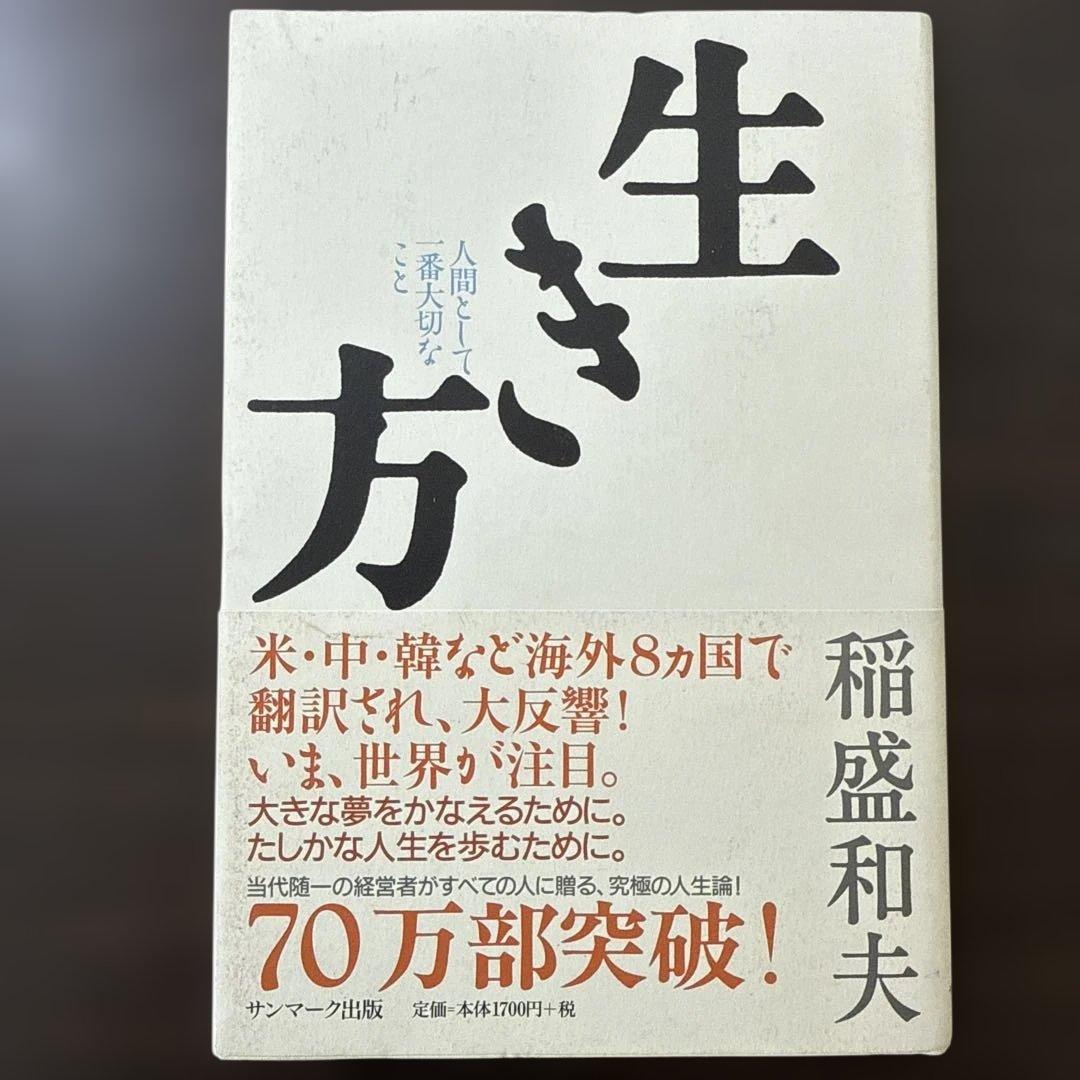 生き方
人間として
一番大切な
こと
稲盛和夫
米・中・韓など海外8ヵ国で
翻訳され、大反響!
いま、世界が注目。
大きな夢をかなえるために。
たしかな人生を歩むために。
当代随一の経営者がすべての人に贈る、究極の人生論!
70万部突破!
サンマーク出版 定価=本体1700円+税